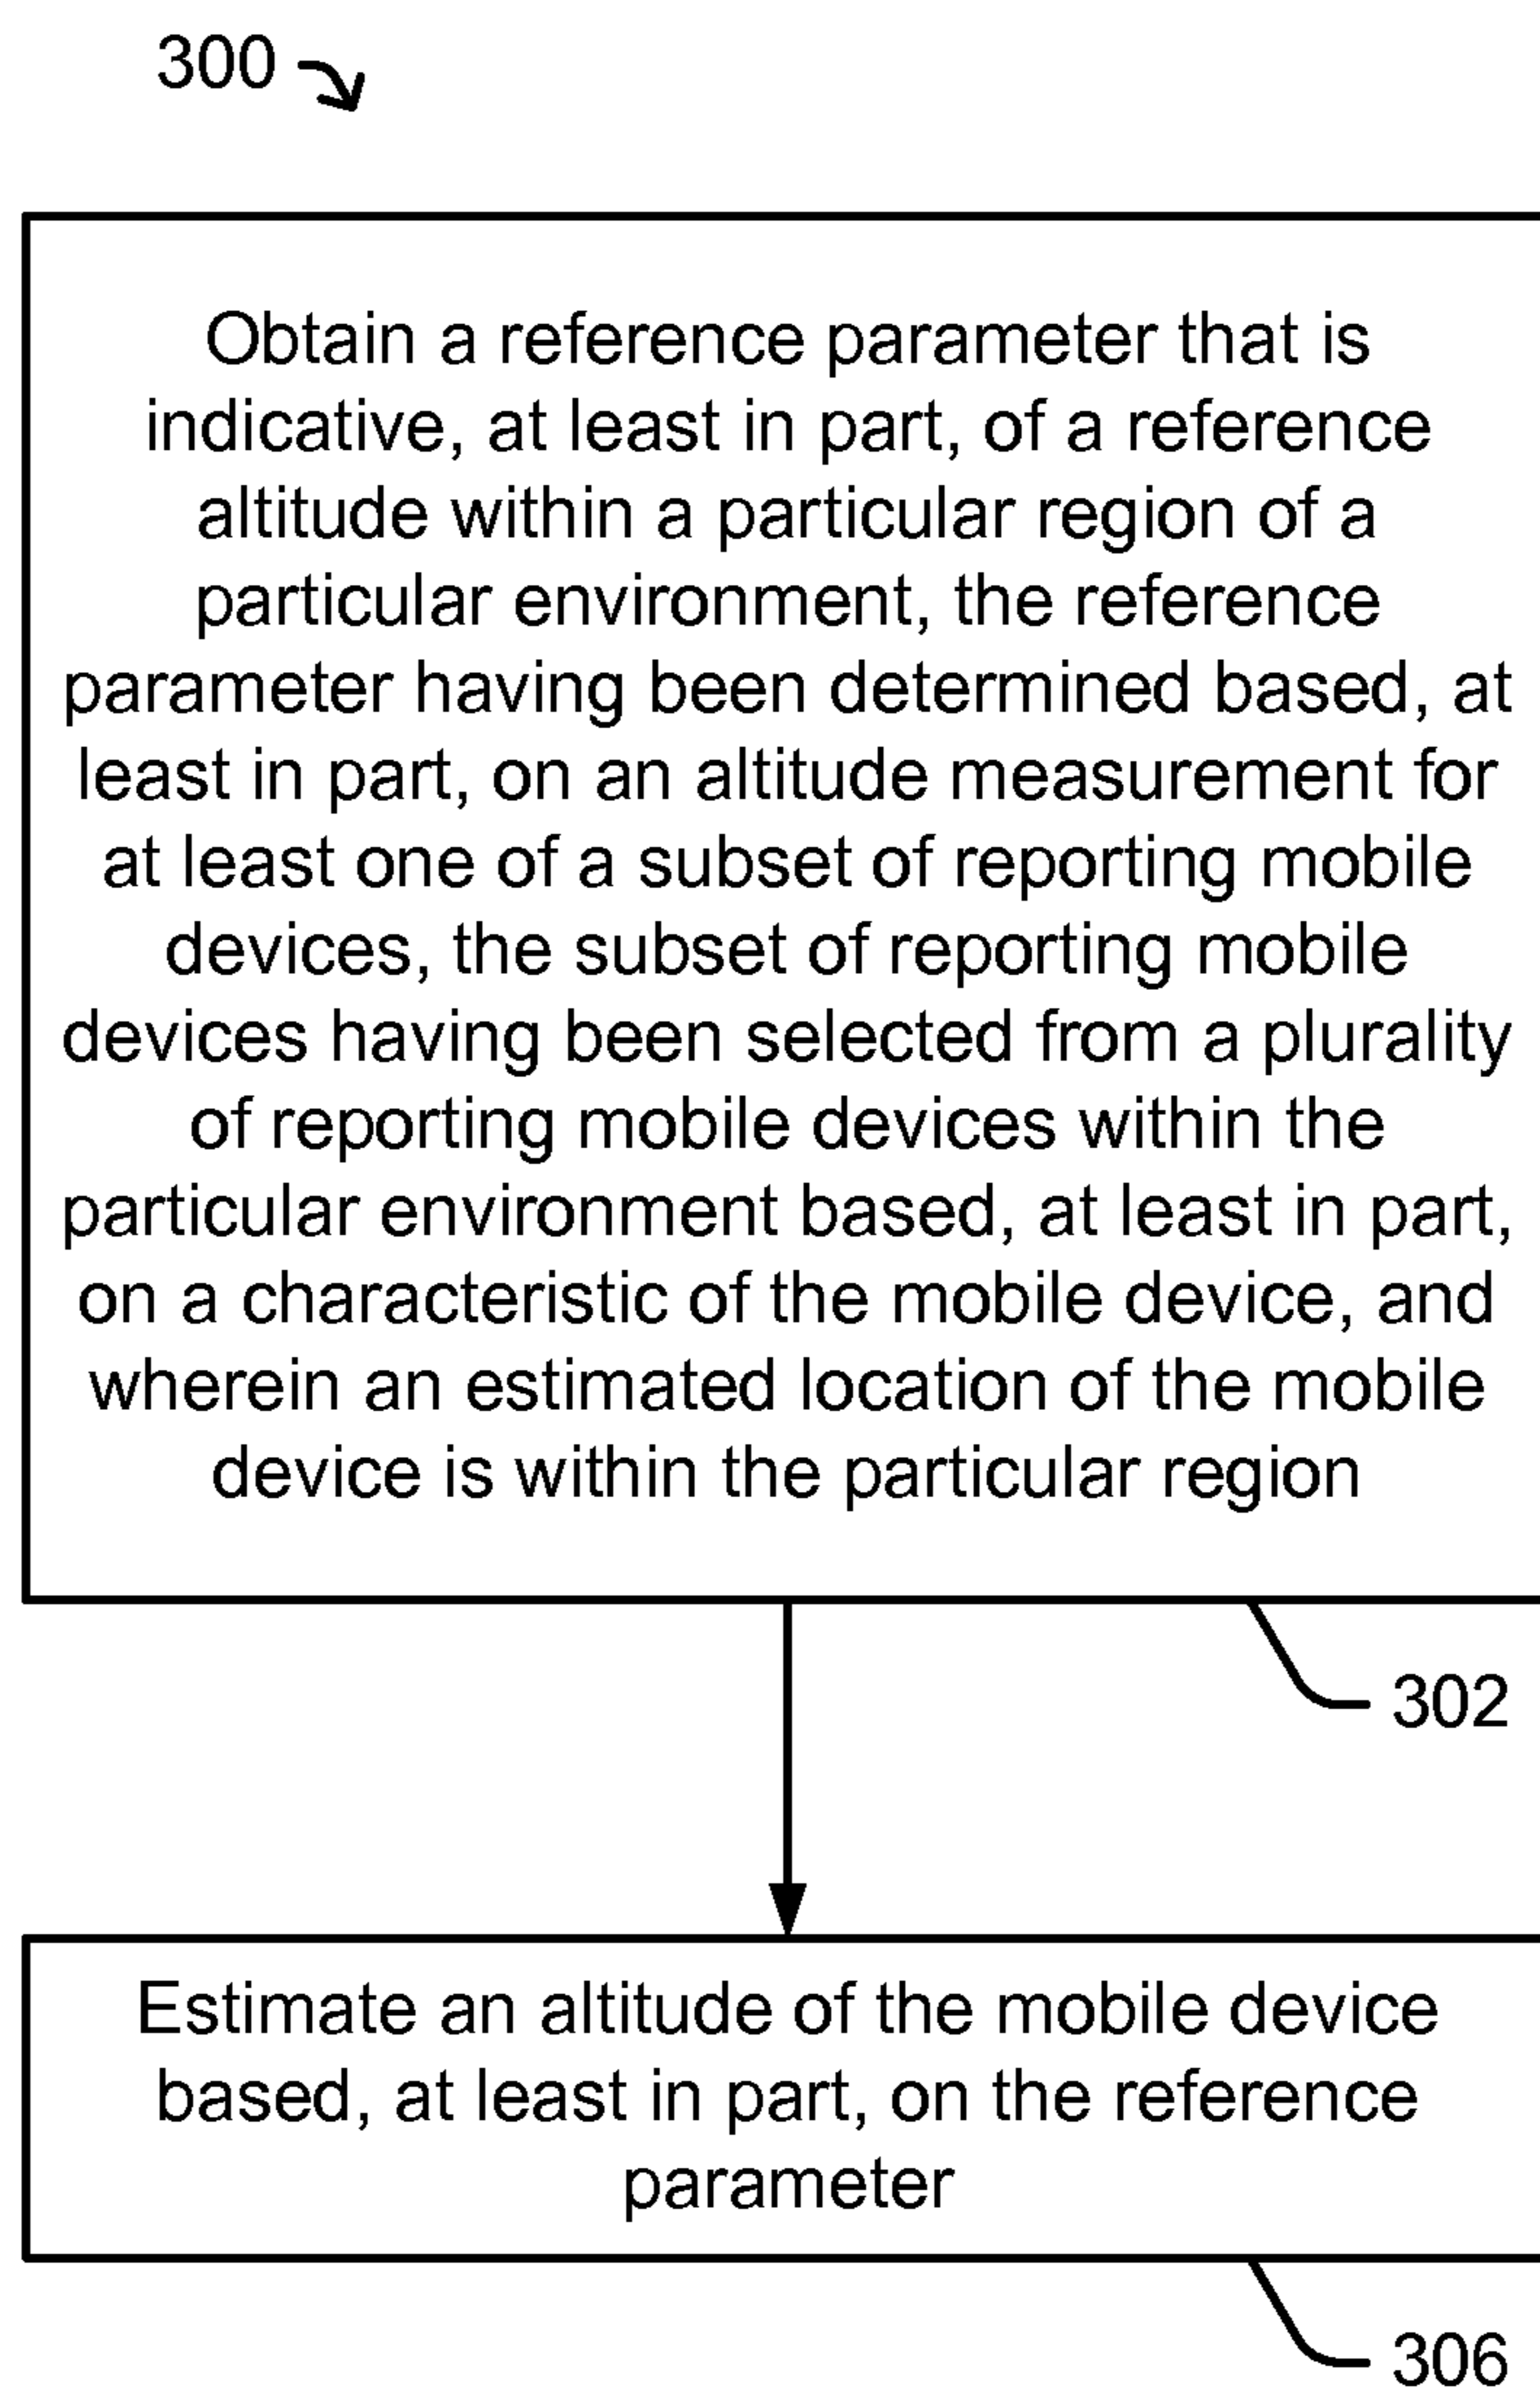 300
Obtain a reference parameter that is
indicative, at least in part, of a reference
altitude within a particular region of a
particular environment, the reference
parameter having been determined based, at
least in part, on an altitude measurement for
at least one of a subset of reporting mobile
devices, the subset of reporting mobile
devices having been selected from a plurality
of reporting mobile devices within the
particular environment based, at least in part,
on a characteristic of the mobile device, and
wherein an estimated location of the mobile
device is within the particular region
302
Estimate an altitude of the mobile device
based, at least in part, on the reference
parameter
306